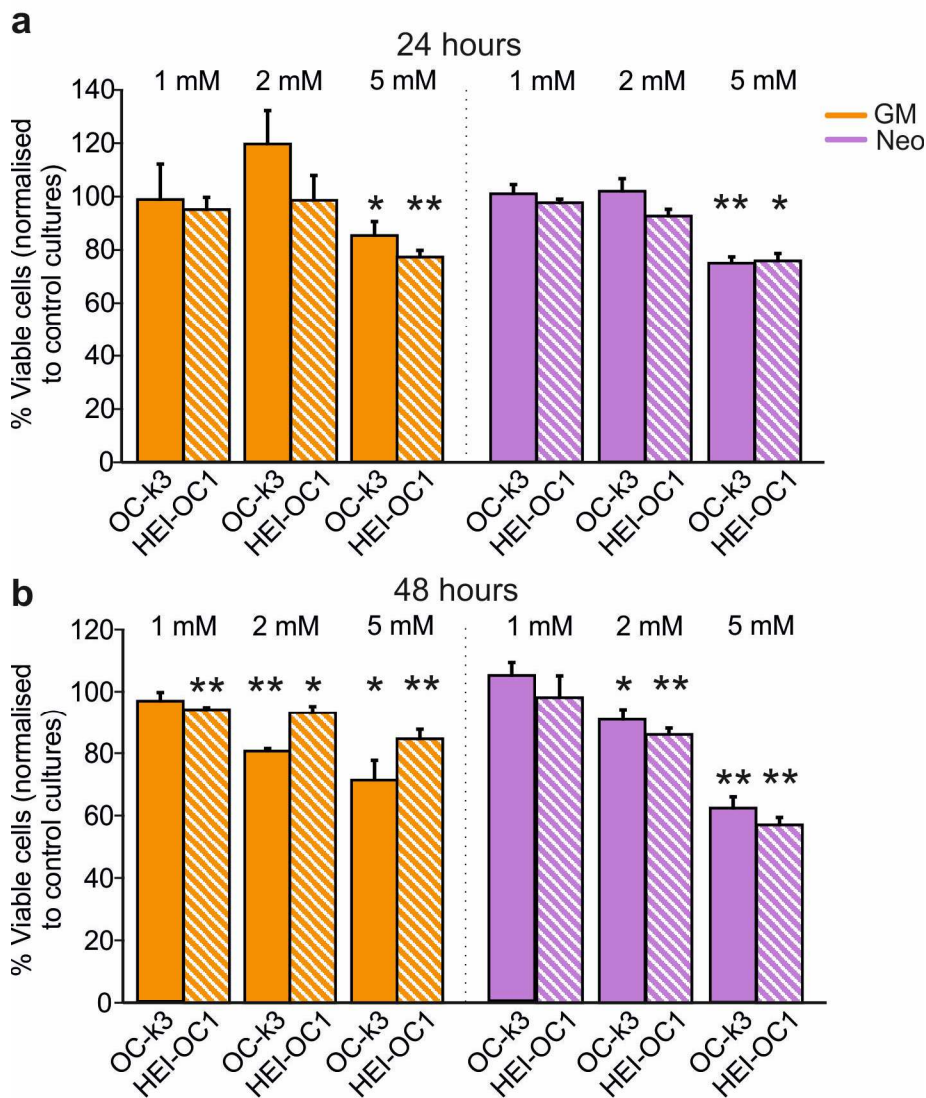 a
24 hours
1 mM 2 mM 5 mM 1 mM 2 mM 5 mM
GM
Neo
% Viable cells (normalised
to control cultures)
140
120
100
80
60
40
20
0
* ** ** *
OC-k3 HEI-OC1 OC-k3 HEI-OC1 OC-k3 HEI-OC1 OC-k3 HEI-OC1 OC-k3 HEI-OC1 OC-k3 HEI-OC1
b
48 hours
1 mM 2 mM 5 mM 1 mM 2 mM 5 mM
% Viable cells (normalised
to control cultures)
120
100
80
60
40
20
0
** ** * * ** * **
** **
OC-k3 HEI-OC1 OC-k3 HEI-OC1 OC-k3 HEI-OC1 OC-k3 HEI-OC1 OC-k3 HEI-OC1 OC-k3 HEI-OC1